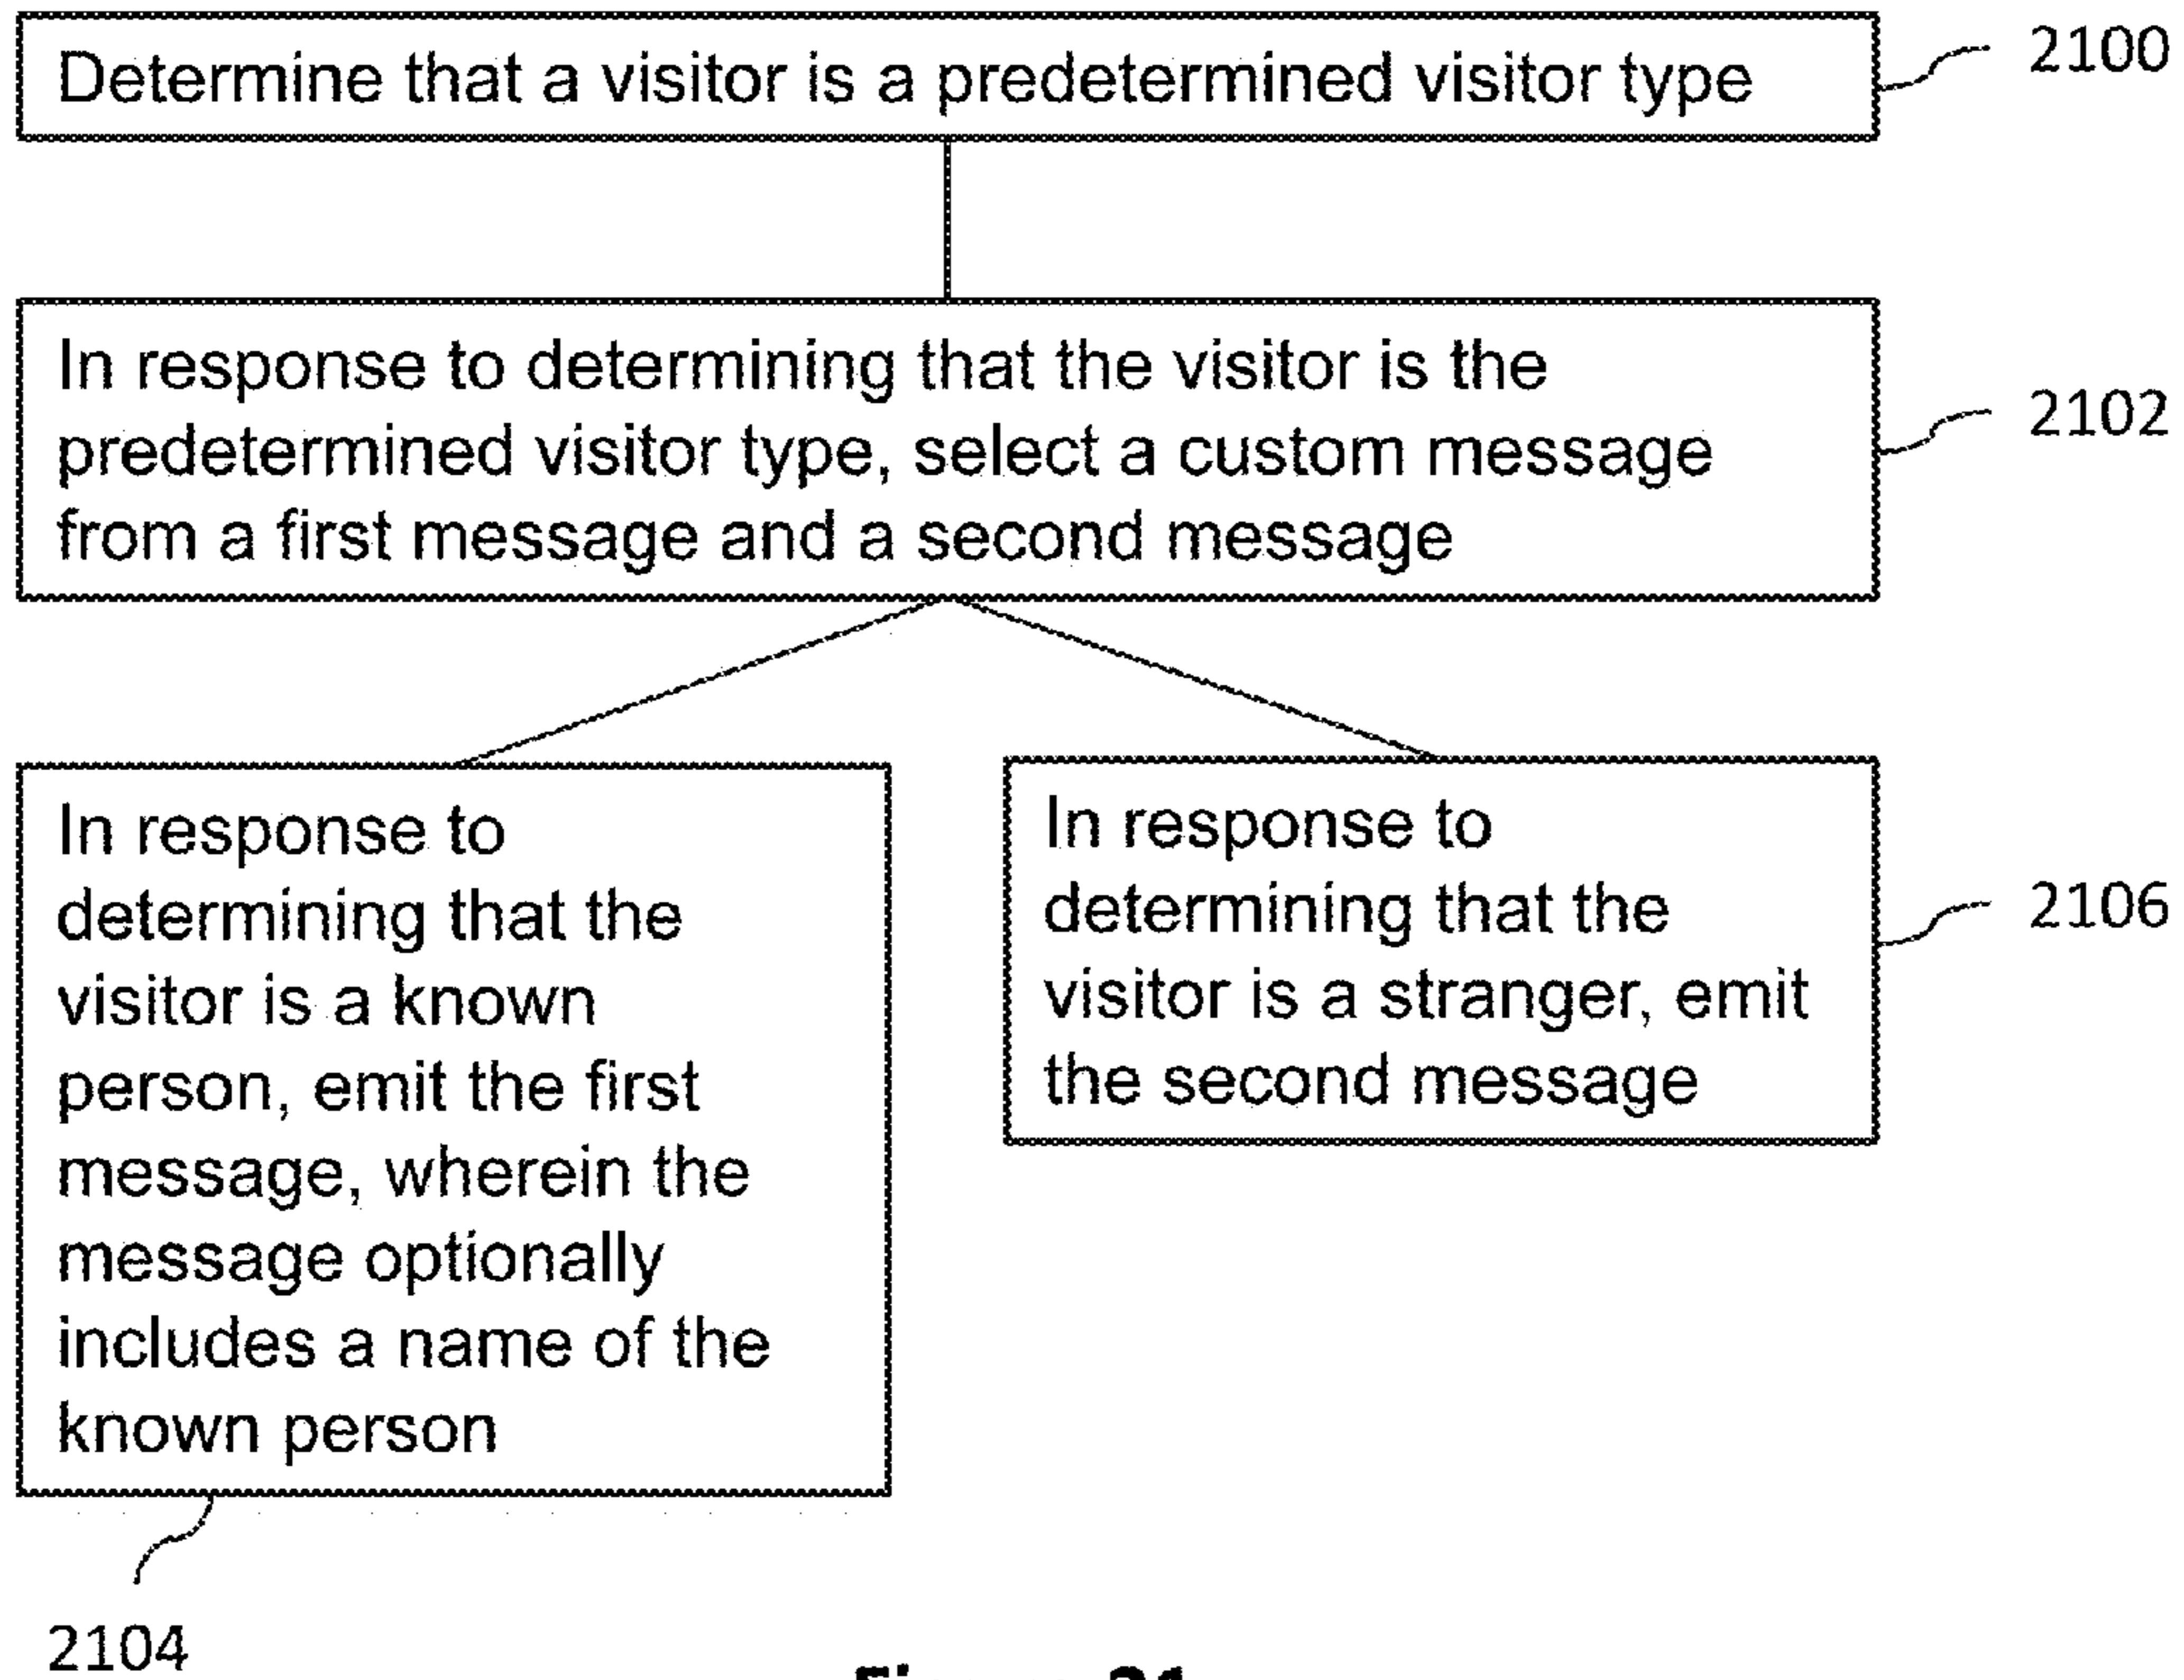 Determine that a visitor is a predetermined visitor type
2100
In response to determining that the visitor is the
predetermined visitor type, select a custom message
from a first message and a second message
2102
In response to
determining that the
visitor is a known
person, emit the first
message, wherein the
message optionally
includes a name of the
known person
2104
In response to
determining that the
visitor is a stranger, emit
the second message
2106